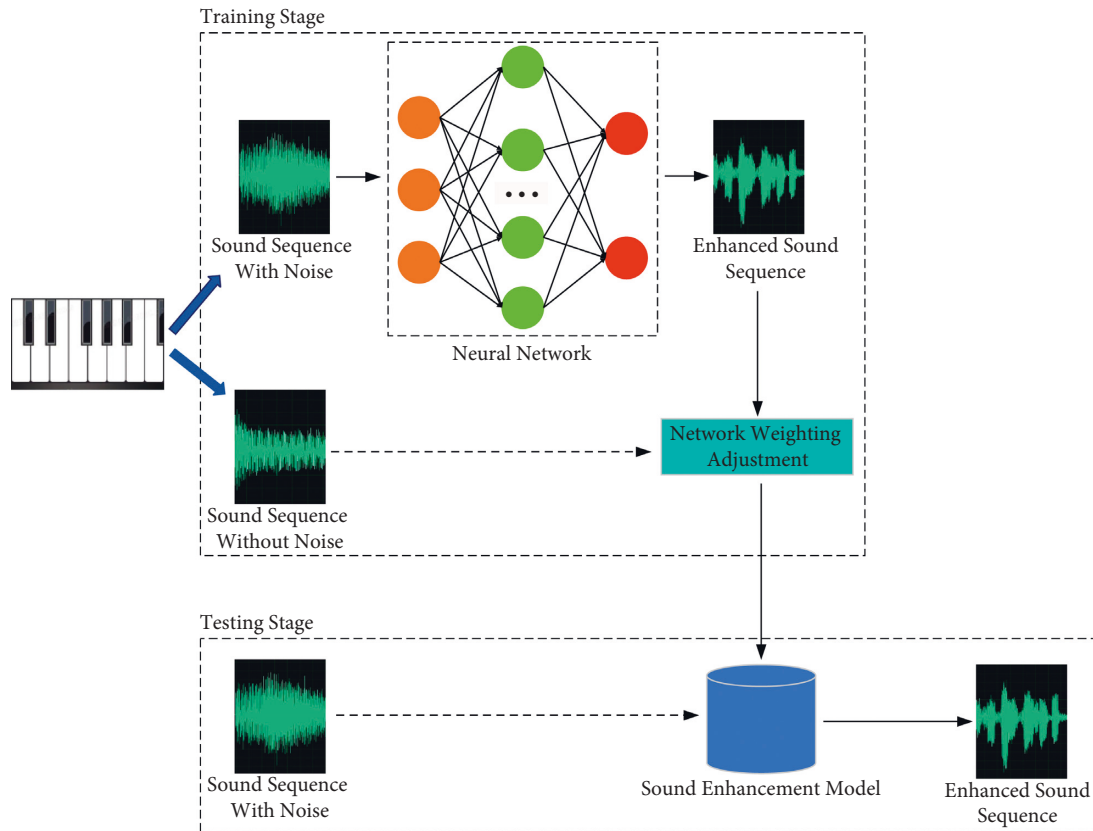 Training Stage
Sound Sequence
With Noise
Neural Network
Enhanced Sound
Sequence
Sound Sequence
Without Noise
Network Weighting
Adjustment
Testing Stage
Sound Sequence
With Noise
Sound Enhancement Model
Enhanced Sound
Sequence